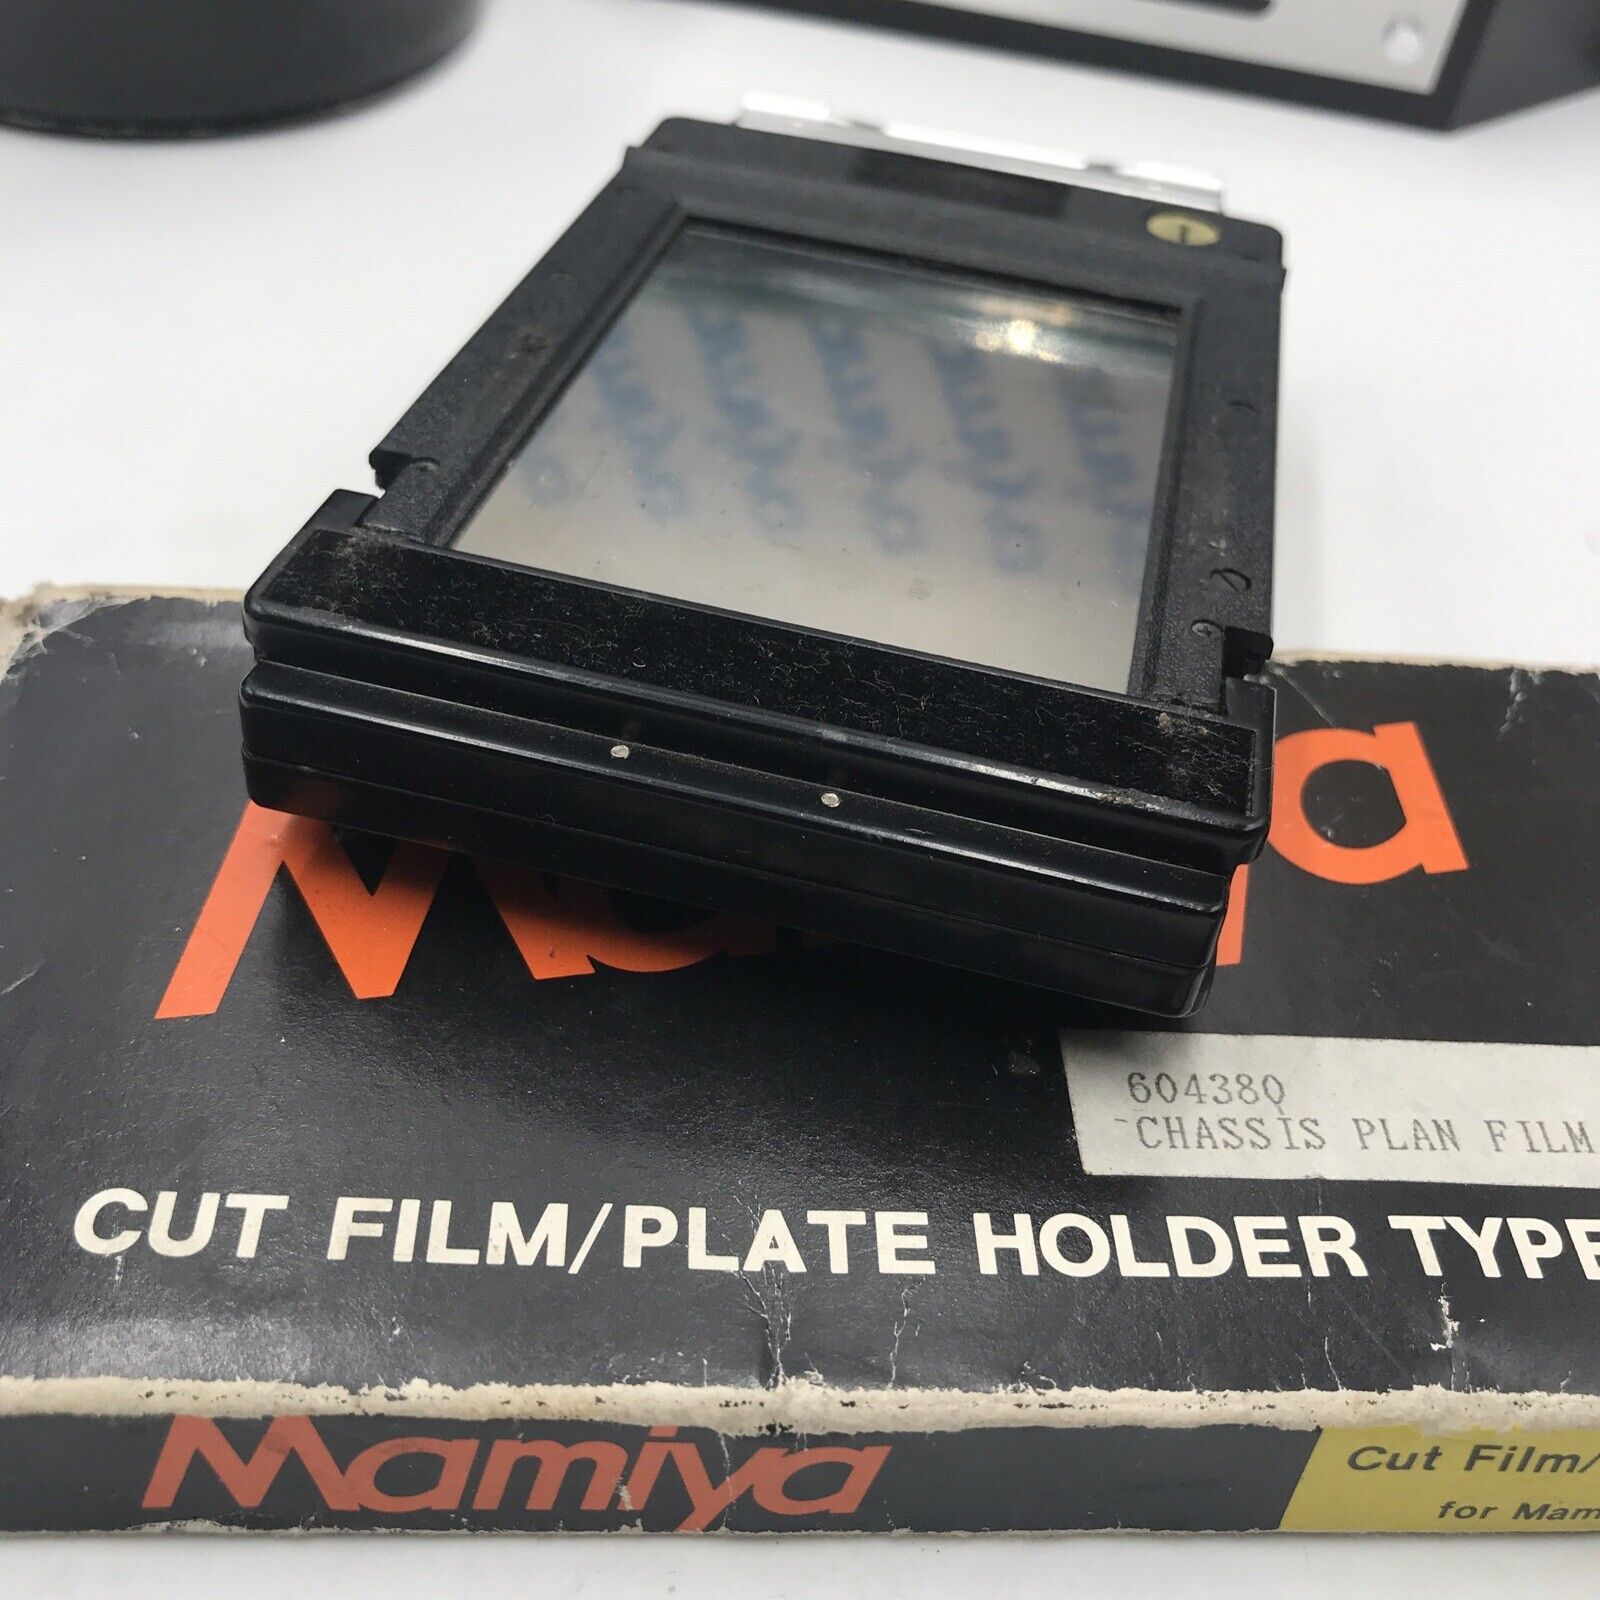 604380
CHASSIS PLAN FILM
CUT FILM/PLATE HOLDER TYPE
Mamiya
Cut Film/
for Mam